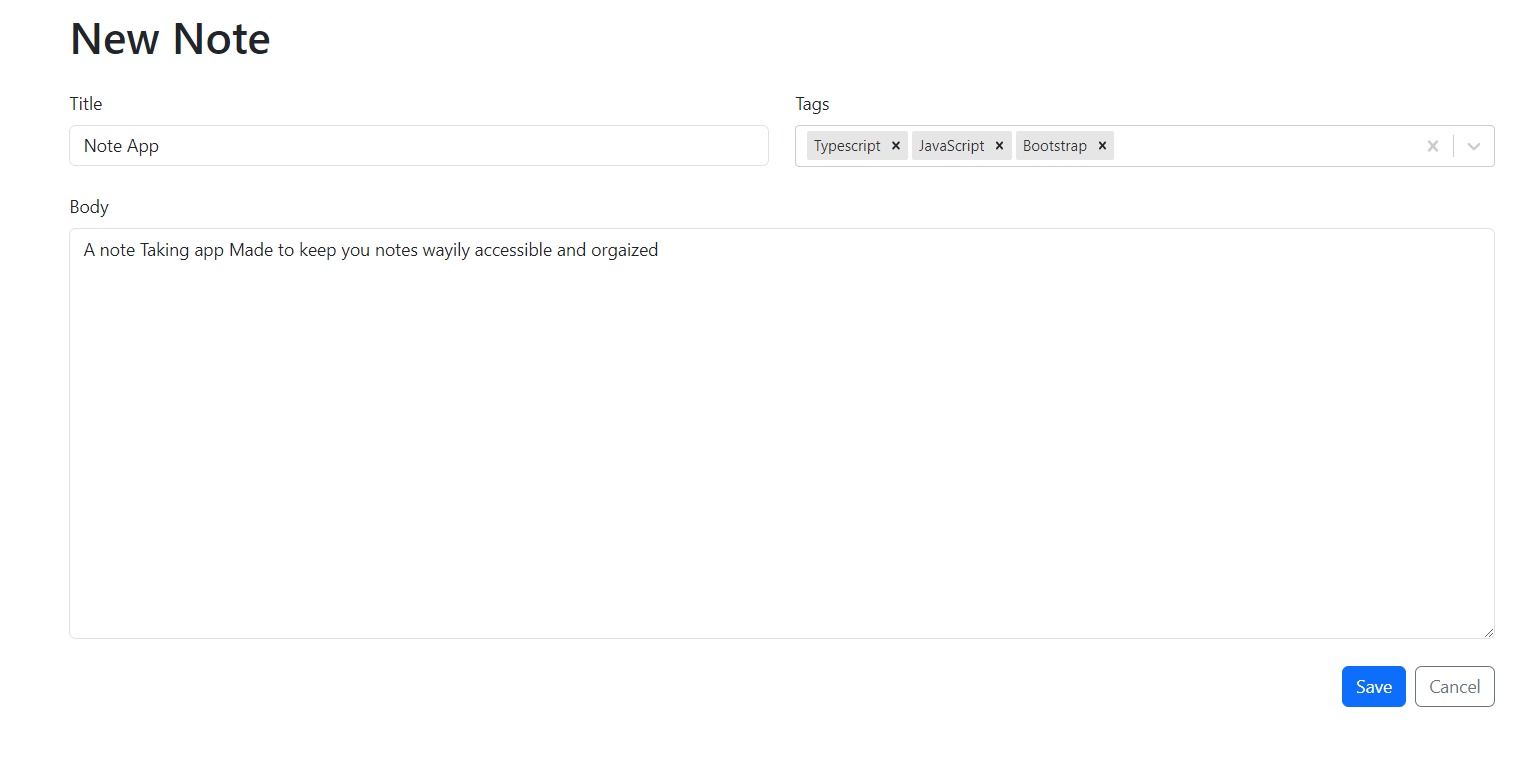 New Note
Title
Tags
Note App
Typescript JavaScript Bootstrap
Body
A note Taking app Made to keep you notes wayily accessible and orgaized
Save Cancel